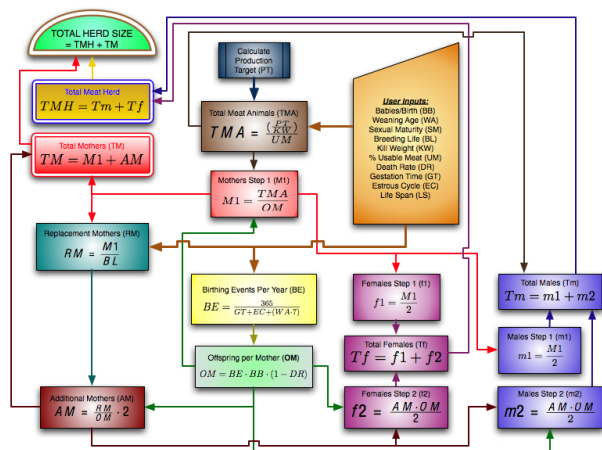 TOTAL HERD SIZE
= TMH + TM
Calculate
Production
Target (PT)
Total Meat Herd
TMH = Tm + Tf
Total Meat Animals (TMA)
TMA = (PT/KW)/UM
User Inputs:
Babies/Birth (BB)
Weaning Age (WA)
Sexual Maturity (SM)
Breeding Life (BL)
Kill Weight (KW)
% Usable Meat (UM)
Death Rate (DR)
Gestation Time (GT)
Estrous Cycle (EC)
Life Span (LS)
Total Mothers (TM)
TM = M1 + AM
Mothers Step 1 (M1)
M1 = TMA/OM
Replacement Mothers (RM)
RM = M1/BL
Birthing Events Per Year (BE)
BE = 365/(GT+EC+(WA·7))
Females Step 1 (f1)
f1 = M1/2
Total Males (Tm)
Tm = m1 + m2
Offspring per Mother (OM)
OM = BE · BB · (1 − DR)
Total Females (Tf)
Tf = f1 + f2
Males Step 1 (m1)
m1 = M1/2
Additional Mothers (AM)
AM = RM/OM · 2
Females Step 2 (f2)
f2 = (AM·OM)/2
Males Step 2 (m2)
m2 = (AM·OM)/2